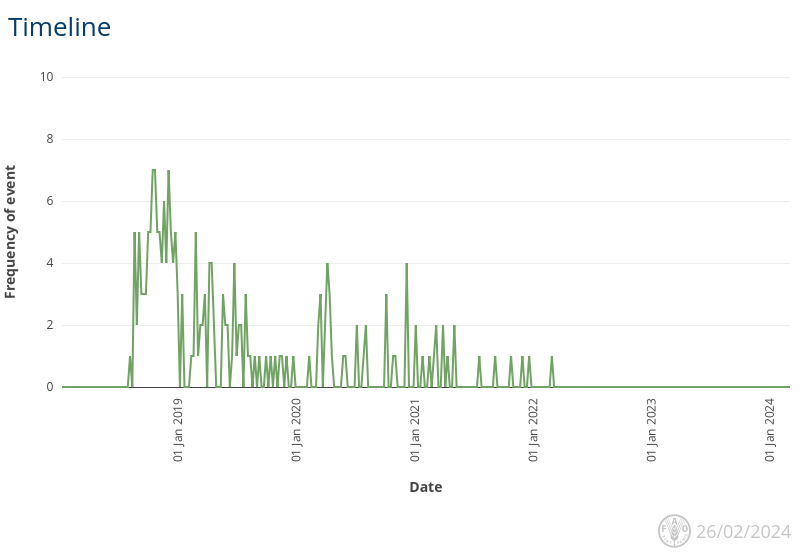 Timeline
10
8
6
4
2
0
Frequency of event
01 Jan 2019
01 Jan 2020
01 Jan 2021
01 Jan 2022
01 Jan 2023
01 Jan 2024
Date
F A O
26/02/2024